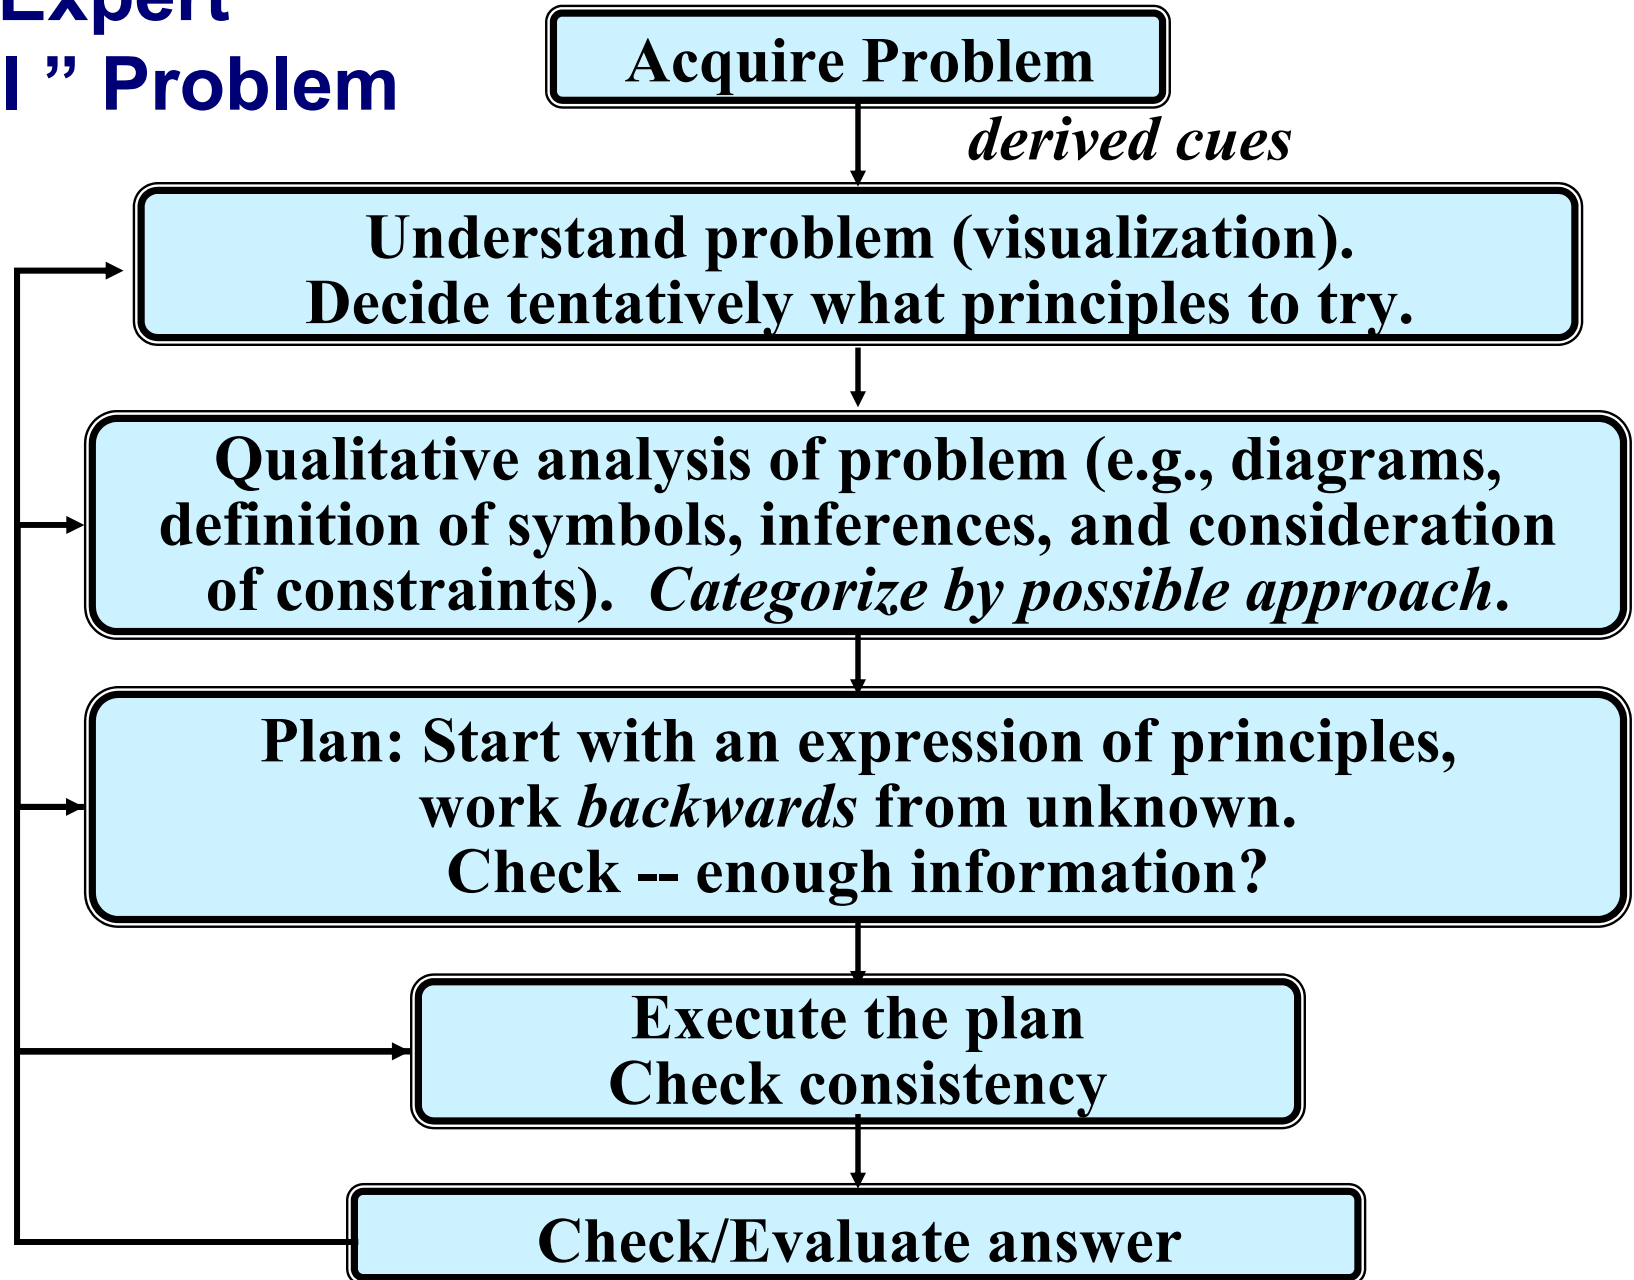 Expert
l ” Problem
Acquire Problem
derived cues
Understand problem (visualization).
Decide tentatively what principles to try.
Qualitative analysis of problem (e.g., diagrams,
definition of symbols, inferences, and consideration
of constraints).  Categorize by possible approach.
Plan: Start with an expression of principles,
work backwards from unknown.
Check -- enough information?
Execute the plan
Check consistency
Check/Evaluate answer